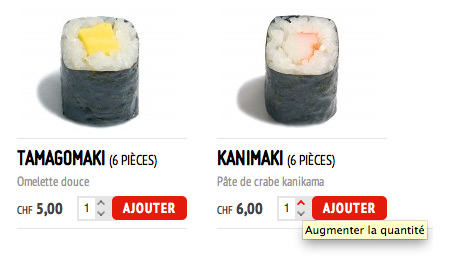 TAMAGOMAKI (6 PIÈCES)
Omelette douce
CHF 5,00 1 AJOUTER
KANIMAKI (6 PIÈCES)
Pâte de crabe kanikama
CHF 6,00 1 AJOUTER
Augmenter la quantité